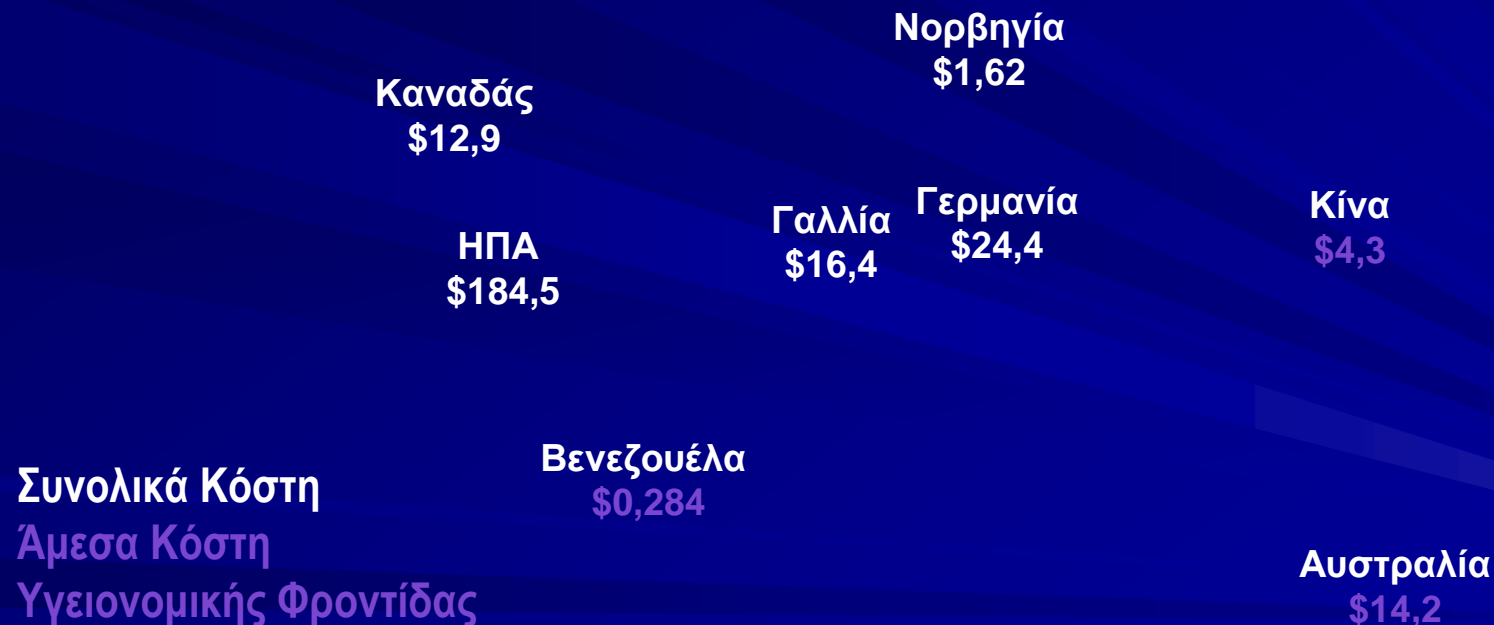 Νορβηγία
$1,62
Καναδάς
$12,9
Γαλλία
$16,4
Γερμανία
$24,4
Κίνα
$4,3
ΗΠΑ
$184,5
Βενεζουέλα
$0,284
Συνολικά Κόστη
Άμεσα Κόστη
Υγειονομικής Φροντίδας
Αυστραλία
$14,2